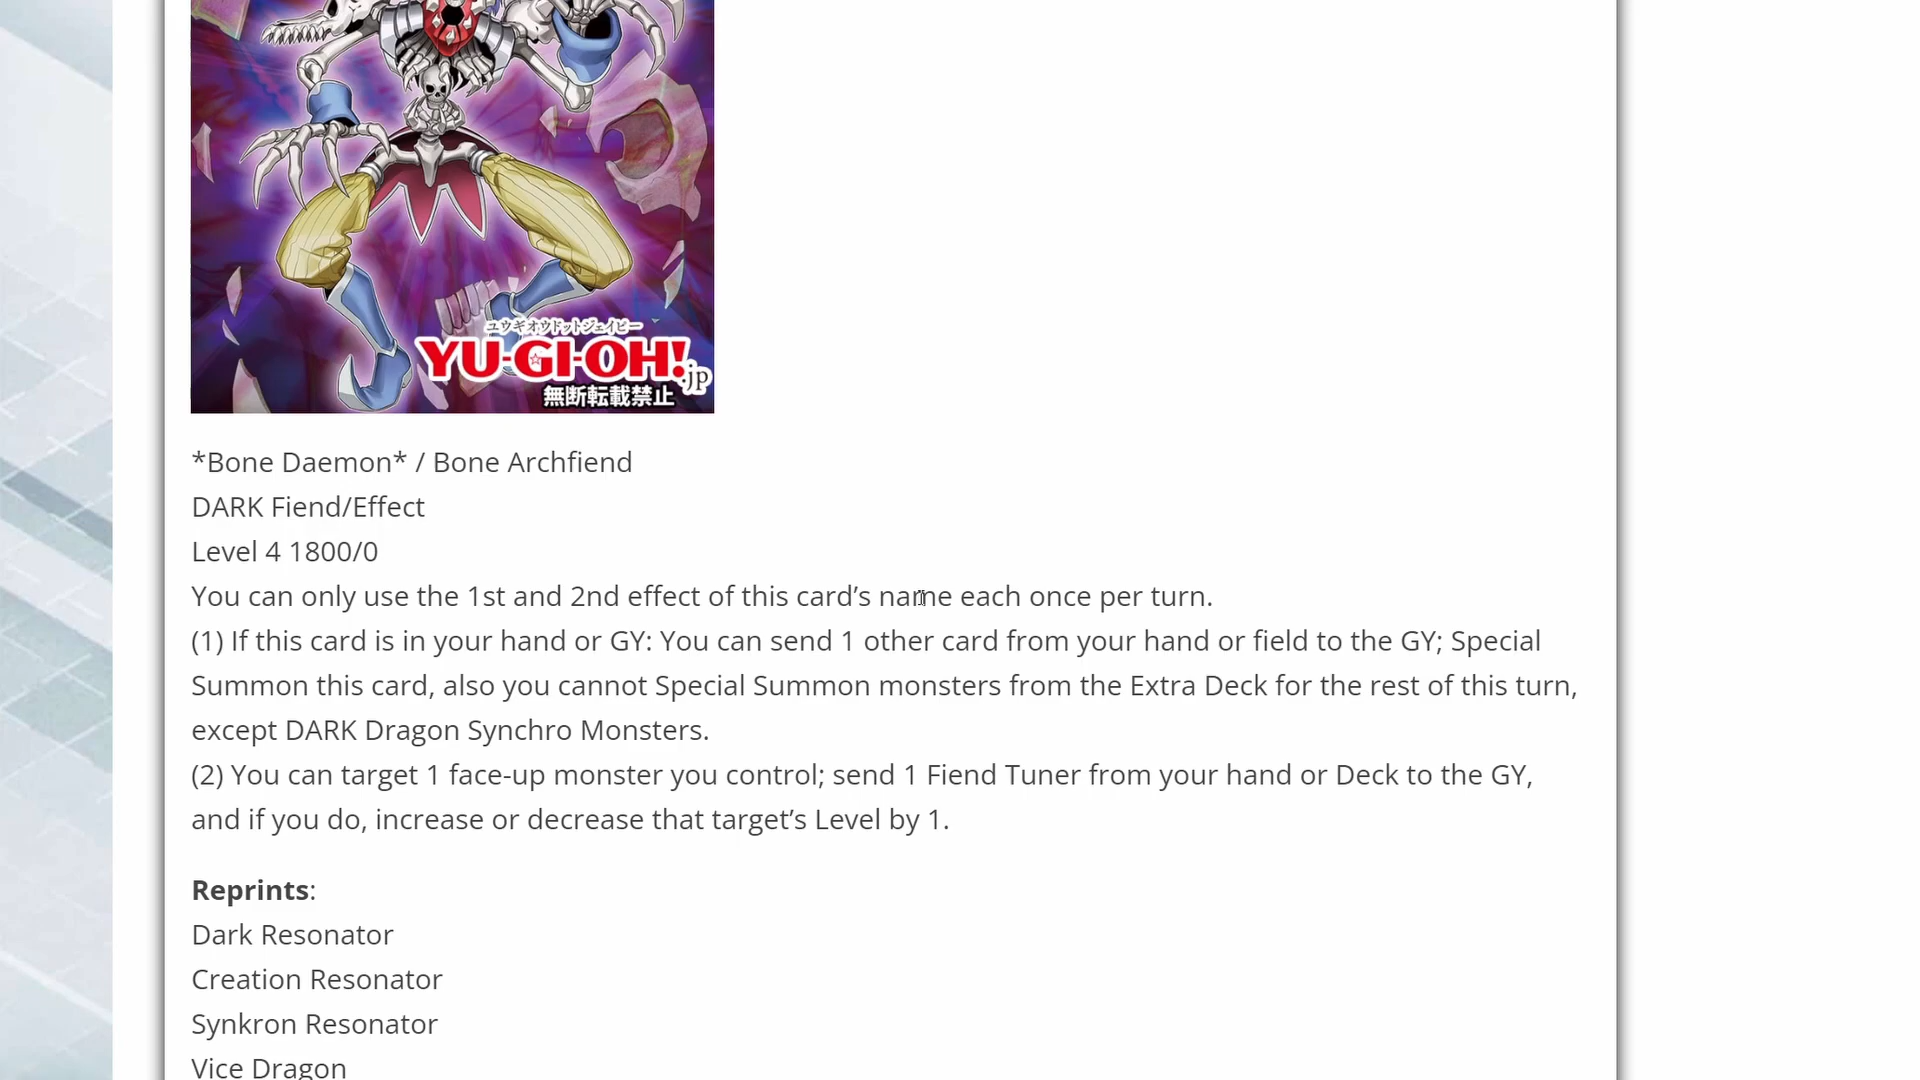 ユウギオウドットジェイピー
YU-GI-OH!
.jp
無断転載禁止
*Bone Daemon* / Bone Archfiend
DARK Fiend/Effect
Level 4 1800/0
You can only use the 1st and 2nd effect of this card’s name each once per turn.
(1) If this card is in your hand or GY: You can send 1 other card from your hand or field to the GY; Special
Summon this card, also you cannot Special Summon monsters from the Extra Deck for the rest of this turn,
except DARK Dragon Synchro Monsters.
(2) You can target 1 face-up monster you control; send 1 Fiend Tuner from your hand or Deck to the GY,
and if you do, increase or decrease that target’s Level by 1.
Reprints:
Dark Resonator
Creation Resonator
Synkron Resonator
Vice Dragon